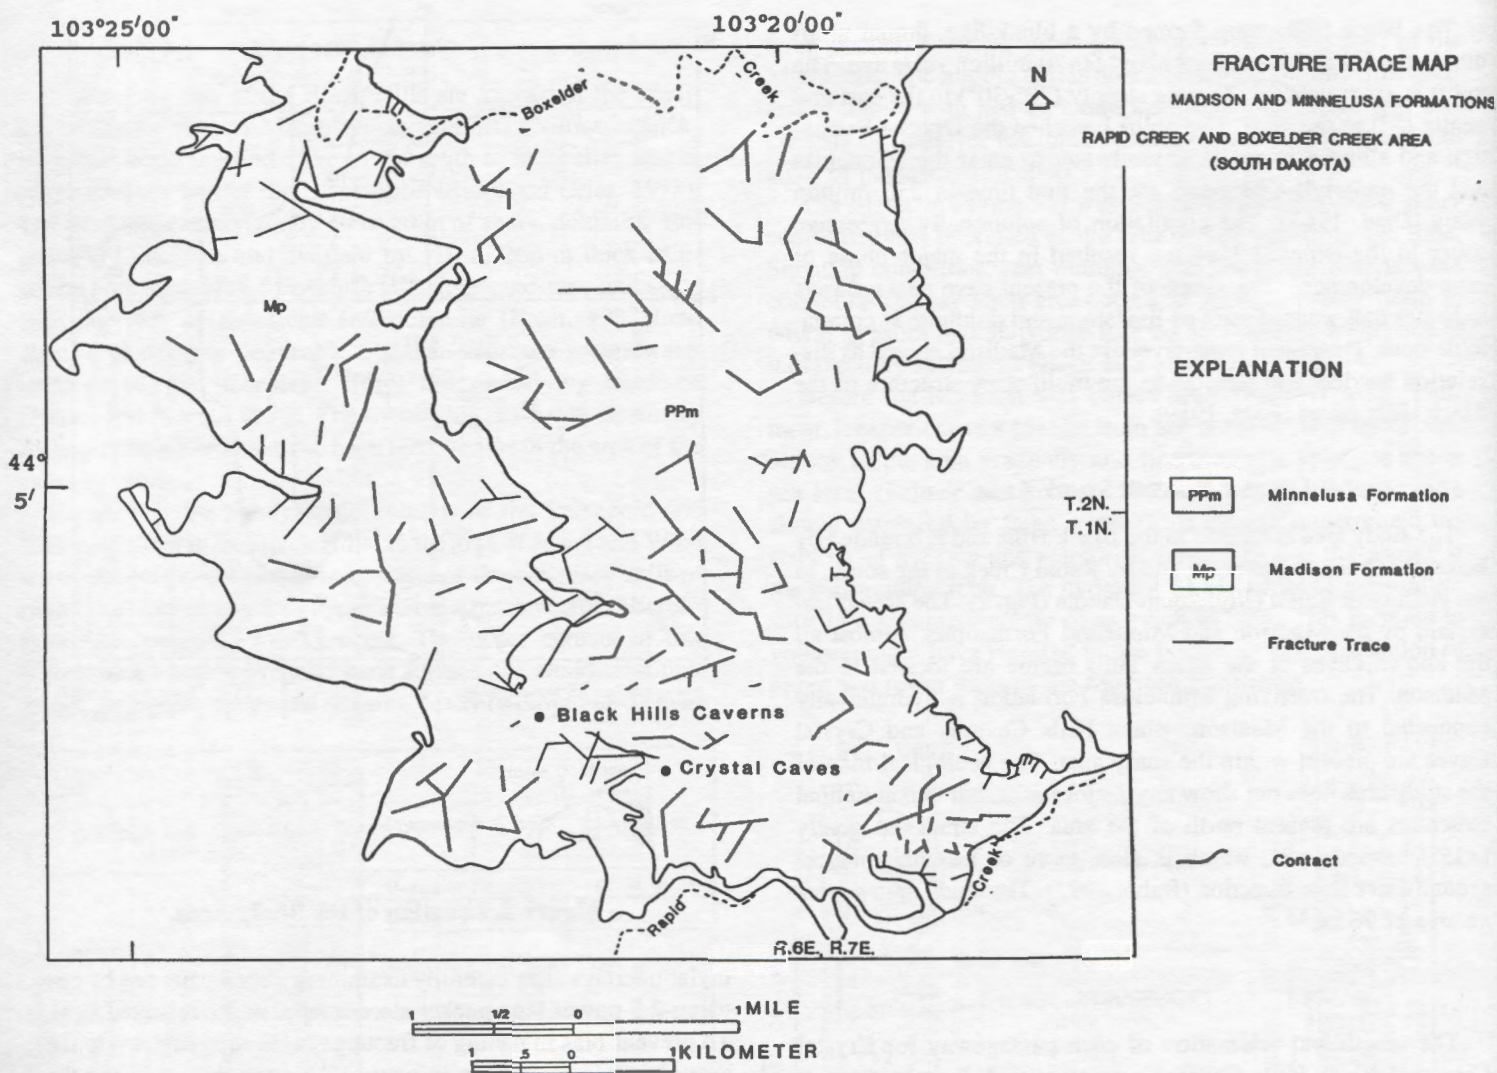 103°25'00"
103°20'00"
FRACTURE TRACE MAP
MADISON AND MINNELUSA FORMATIONS
RAPID CREEK AND BOXELDER CREEK AREA
(SOUTH DAKOTA)
N
Boxelder
Creek
Mp
PPm
44°
5'
T.2N.
T.1N.
EXPLANATION
PPm Minnelusa Formation
Mp Madison Formation
Fracture Trace
Contact
Black Hills Caverns
Crystal Caves
Rapid
Creek
R.6E., R.7E.
1 1/2 0 1 MILE
1 .5 0 1 KILOMETER